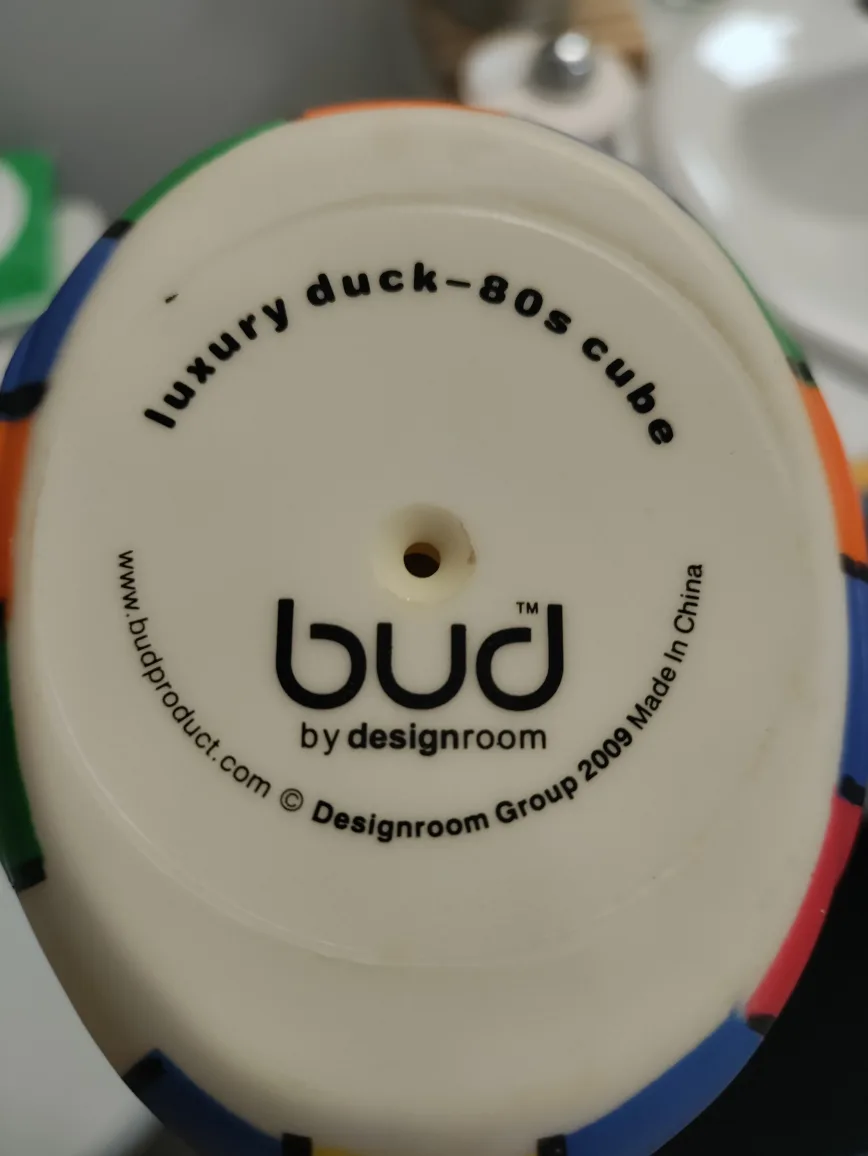 luxury duck–80s cube
bud™
by designroom
www.budproduct.com © Designroom Group 2009 Made In China